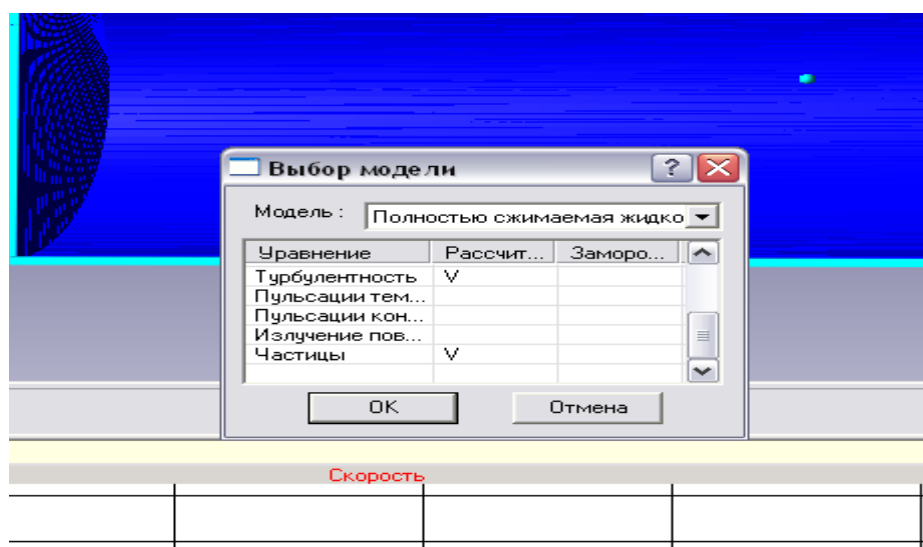 Выбор модели
Модель : Полностью сжимаемая жидко
Уравнение Рассчит... Заморо...
Турбулентность V
Пульсации тем...
Пульсации кон...
Излучение пов...
Частицы V
OK Отмена
Скорость